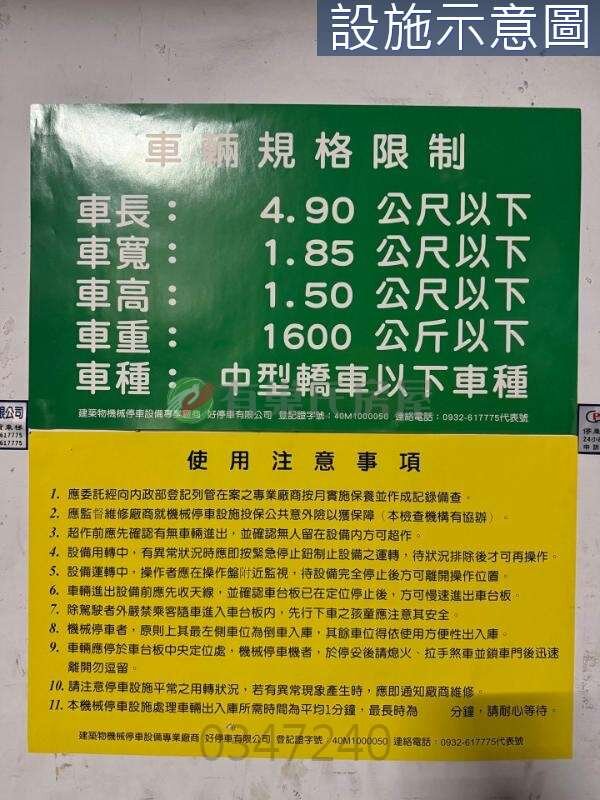 設施示意圖
車輛規格限制
車長： 4.90 公尺以下
車寬： 1.85 公尺以下
車高： 1.50 公尺以下
車重： 1600 公斤以下
車種： 中型轎車以下車種
有巢氏房屋
建築物機械停車設備專業廠商 好停車有限公司 登記證字號：40M1000050 連絡電話：0932-617775代表號
使用注意事項
1. 應委託經向內政部登記列管在案之專業廠商按月實施保養並作成記錄備查。
2. 應監督維修廠商就機械停車設施投保公共意外險以獲保障（本檢查機構有協辦）。
3. 超作前應先確認有無車輛進出，並確認無人留在設備內方可超作。
4. 設備用轉中，有異常狀況時應即按緊急停止鈕制止設備之運轉，待狀況排除後才可再操作。
5. 設備運轉中，操作者應在操作盤附近監視，待設備完全停止後方可離開操作位置。
6. 車輛進出設備前應先收天線，並確認車台板已在定位停止後，方可慢速進出車台板。
7. 除駕駛者外嚴禁乘客隨車進入車台板內，先行下車之孩童應注意其安全。
8. 機械停車者，原則上其最左側車位為倒車入庫，其餘車位得依使用方便性出入庫。
9. 車輛應停於車台板中央定位處，機械停車機者，於停妥後請熄火、拉手煞車並鎖車門後迅速
離開勿逗留。
10. 請注意停車設施平常之用轉狀況，若有異常現象產生時，應即通知廠商維修。
11. 本機械停車設施處理車輛出入庫所需時間為平均1分鐘，最長時為 分鐘，請耐心等待。
建築物機械停車設備專業廠商 好停車有限公司 登記證字號：40M1000050 連絡電話：0932-617775代表號
0347240